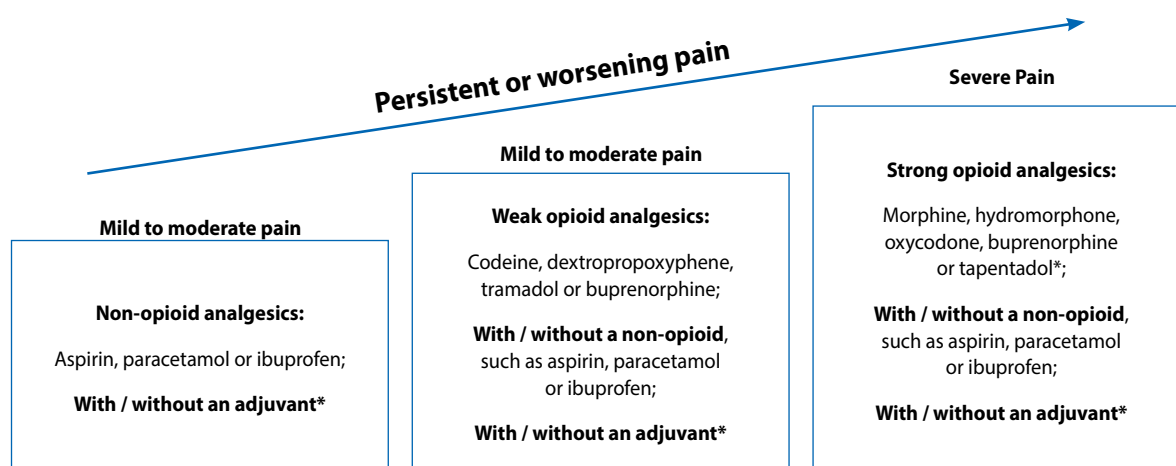 Persistent or worsening pain
Mild to moderate pain
Non-opioid analgesics:
Aspirin, paracetamol or ibuprofen;
With / without an adjuvant*
Mild to moderate pain
Weak opioid analgesics:
Codeine, dextropropoxyphene,
tramadol or buprenorphine;
With / without a non-opioid,
such as aspirin, paracetamol
or ibuprofen;
With / without an adjuvant*
Severe Pain
Strong opioid analgesics:
Morphine, hydromorphone,
oxycodone, buprenorphine
or tapentadol*;
With / without a non-opioid,
such as aspirin, paracetamol
or ibuprofen;
With / without an adjuvant*